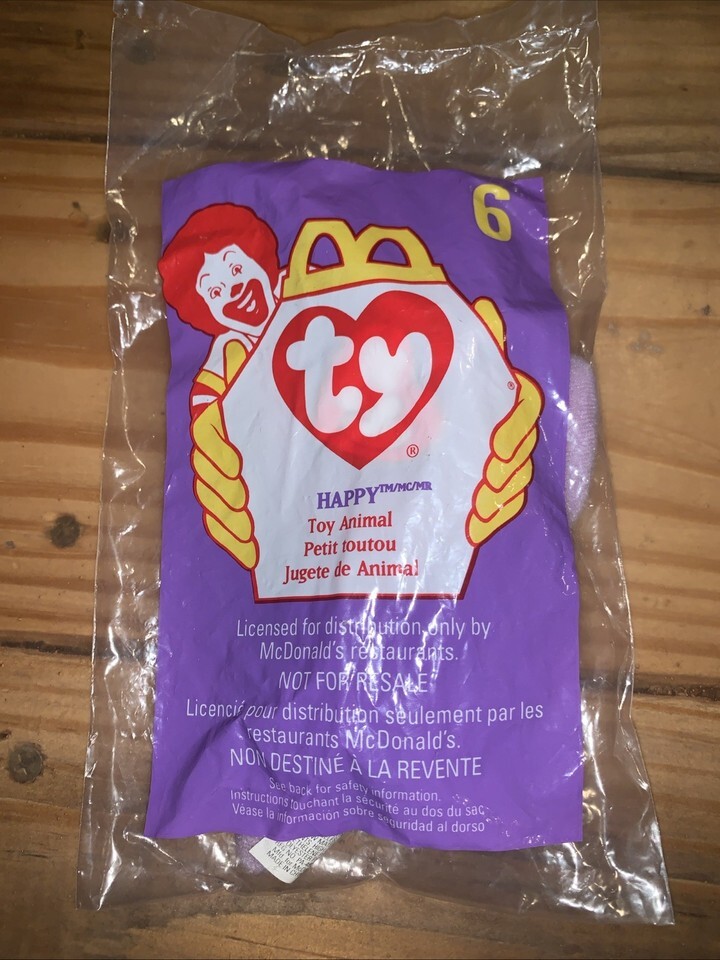 6
ty®
HAPPY™/MC/MR
Toy Animal
Petit toutou
Jugete de Animal
®
Licensed for distribution only by
McDonald's restaurants.
NOT FOR RESALE
Licencié pour distribution seulement par les
restaurants McDonald's.
NON DESTINÉ À LA REVENTE
See back for safety information.
Instructions touchant la sécurité au dos du sac
Véase la información sobre seguridad al dorso